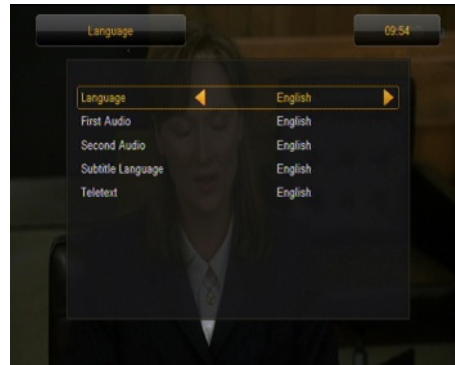 Language 09:54
Language English
First Audio English
Second Audio English
Subtitle Language English
Teletext English